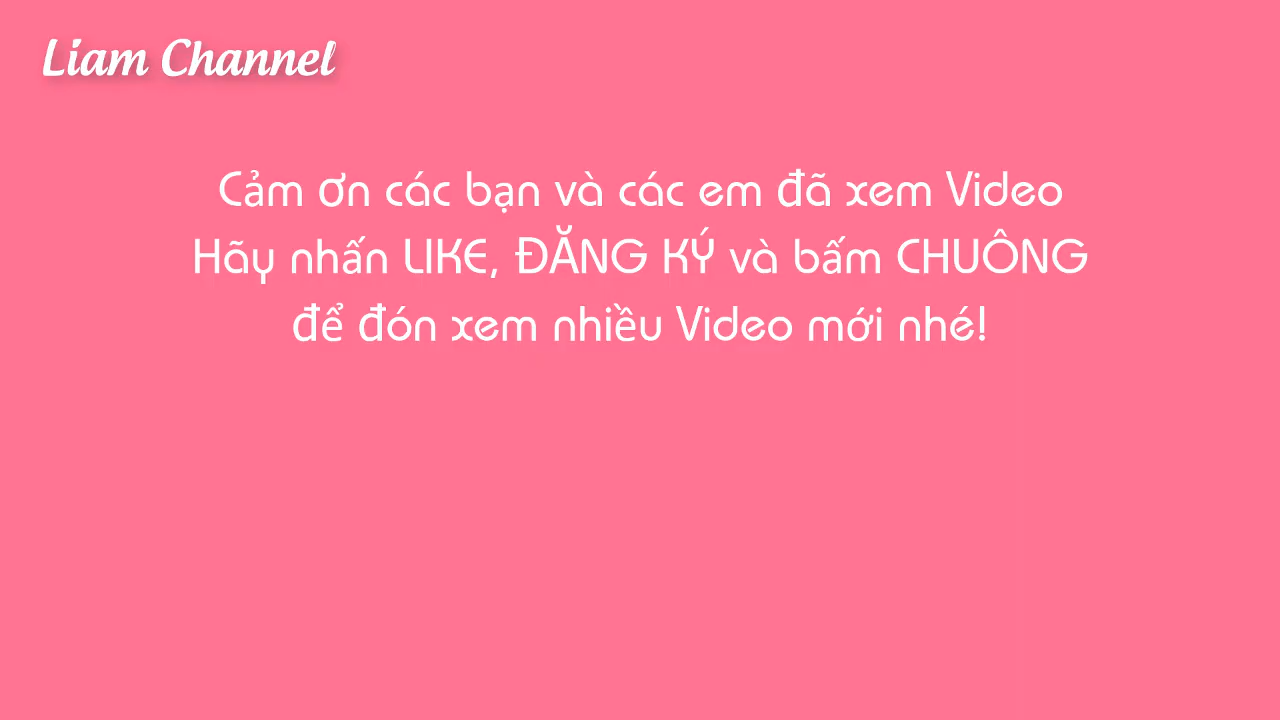 Liam Channel
Cảm ơn các bạn và các em đã xem Video
Hãy nhấn LIKE, ĐĂNG KÝ và bấm CHUÔNG
để đón xem nhiều Video mới nhé!